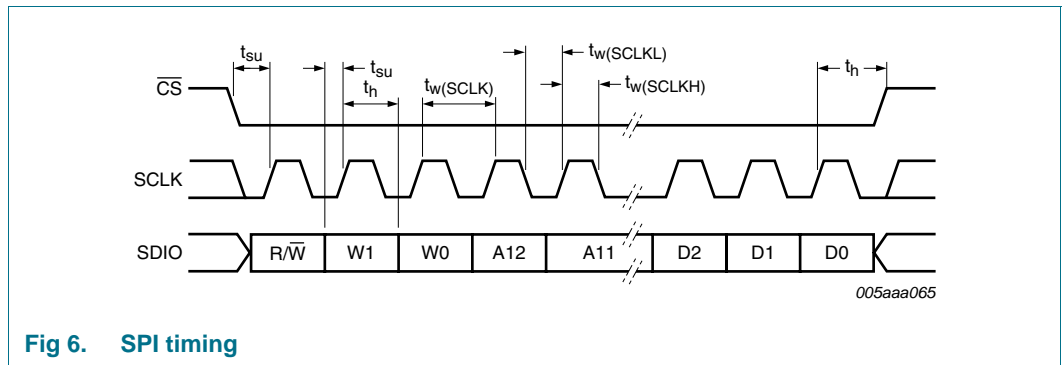 tsu tsu tw(SCLKL)
th tw(SCLK) tw(SCLKH) th
CS
SCLK
SDIO R/W W1 W0 A12 A11 D2 D1 D0
005aaa065
Fig 6. SPI timing